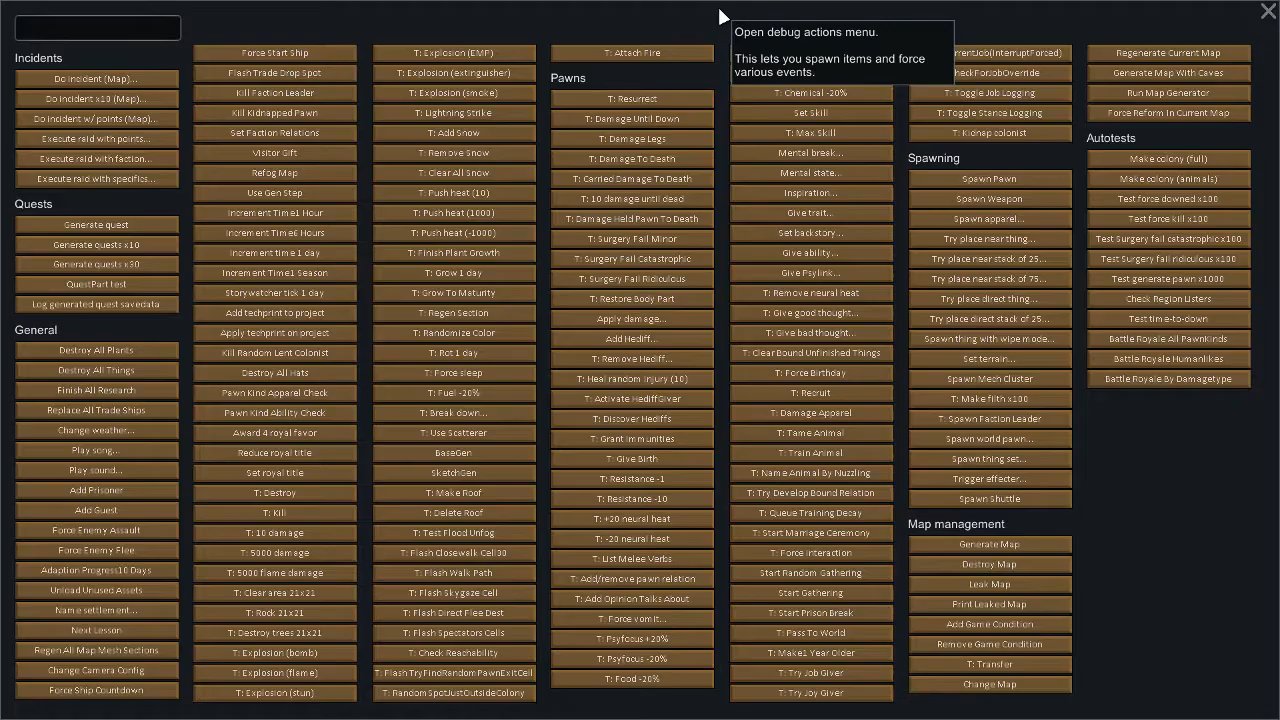 Incidents
Do incident (Map)...
Do incident x10 (Map)...
Do incident w/ points (Map)...
Execute raid with points...
Execute raid with faction...
Execute raid with specifics...
Quests
Generate quest
Generate quests x10
Generate quests x30
QuestPart test
Log generated quest savedata
General
Destroy All Plants
Destroy All Things
Finish All Research
Replace All Trade Ships
Change weather...
Play song...
Play sound...
Add Prisoner
Add Guest
Force Enemy Assault
Force Enemy Flee
Adaption Progress10 Days
Unload Unused Assets
Name settlement...
Next Lesson
Regen All Map Mesh Sections
Change Camera Config
Force Ship Countdown
Force Start Ship
Flash Trade Drop Spot
Kill Faction Leader
Kill Kidnapped Pawn
Set Faction Relations
Visitor Gift
Refog Map
Use Gen Step
Increment Time1 Hour
Increment Time6 Hours
Increment time 1 day
Increment Time1 Season
Storywatcher tick 1 day
Add techprint to project
Apply techprint on project
Kill Random Lent Colonist
Destroy All Hats
Pawn Kind Apparel Check
Pawn Kind Ability Check
Award 4 royal favor
Reduce royal title
Set royal title
T: Destroy
T: Kill
T: 10 damage
T: 5000 damage
T: 5000 flame damage
T: Clear area 21x21
T: Rock 21x21
T: Destroy trees 21x21
T: Explosion (bomb)
T: Explosion (flame)
T: Explosion (stun)
T: Explosion (EMP)
T: Explosion (extinguisher)
T: Explosion (smoke)
T: Lightning Strike
T: Add Snow
T: Remove Snow
T: Clear All Snow
T: Push heat (10)
T: Push heat (1000)
T: Push heat (-1000)
T: Finish Plant Growth
T: Grow 1 day
T: Grow To Maturity
T: Regen Section
T: Randomize Color
T: Rot 1 day
T: Force sleep
T: Fuel -20%
T: Break down...
T: Use Scatterer
BaseGen
SketchGen
T: Make Roof
T: Delete Roof
T: Test Flood Unfog
T: Flash Closewalk Cell30
T: Flash Walk Path
T: Flash Skygaze Cell
T: Flash Direct Flee Dest
T: Flash Spectators Cells
T: Check Reachability
T: Flash TryFindRandomPawnExitCell
T: RandomSpotJustOutsideColony
T: Attach Fire
Pawns
T: Resurrect
T: Damage Until Down
T: Damage Legs
T: Damage To Death
T: Carried Damage To Death
T: 10 damage until dead
T: Damage Held Pawn To Death
T: Surgery Fail Minor
T: Surgery Fail Catastrophic
T: Surgery Fail Ridiculous
T: Restore Body Part
Apply damage...
Add Hediff...
T: Remove Hediff...
T: Heal random injury (10)
T: Activate HediffGiver
T: Discover Hediffs
T: Grant Immunities
T: Give Birth
T: Resistance -1
T: Resistance -10
T: +20 neural heat
T: -20 neural heat
T: List Melee Verbs
T: Add/remove pawn relation
T: Add Opinion Talks About
T: Force vomit...
T: Psyfocus +20%
T: Psyfocus -20%
T: Food -20%
Open debug actions menu.
This lets you spawn items and force
various events.
T: Chemical -20%
Set Skill
T: Max Skill
Mental break...
Mental state...
Inspiration...
Give trait...
Set backstory...
Give ability...
Give Psylink...
T: Remove neural heat
T: Give good thought...
T: Give bad thought...
T: Clear Bound Unfinished Things
T: Force Birthday
T: Recruit
T: Damage Apparel
T: Tame Animal
T: Train Animal
T: Name Animal By Nuzzling
T: Try Develop Bound Relation
T: Queue Training Decay
T: Start Marriage Ceremony
T: Force Interaction
Start Random Gathering
Start Gathering
T: Start Prison Break
T: Pass To World
T: Make1 Year Older
T: Try Job Giver
T: Try Joy Giver
rrentJob(InterruptForced)
heckForJobOverride
T: Toggle Job Logging
T: Toggle Stance Logging
T: Kidnap colonist
Spawning
Spawn Pawn
Spawn Weapon
Spawn apparel...
Try place near thing...
Try place near stack of 25...
Try place near stack of 75...
Try place direct thing...
Try place direct stack of 25...
Spawn thing with wipe mode...
Set terrain...
Spawn Mech Cluster
T: Make filth x100
T: Spawn Faction Leader
Spawn world pawn...
Spawn thing set...
Trigger effecter...
Spawn Shuttle
Map management
Generate Map
Destroy Map
Leak Map
Print Leaked Map
Add Game Condition
Remove Game Condition
T: Transfer
Change Map
Regenerate Current Map
Generate Map With Caves
Run Map Generator
Force Reform In Current Map
Autotests
Make colony (full)
Make colony (animals)
Test force downed x100
Test force kill x100
Test Surgery fail catastrophic x100
Test Surgery fail ridiculous x100
Test generate pawn x1000
Check Region Listers
Test time-to-down
Battle Royale All PawnKinds
Battle Royale Humanlikes
Battle Royale By Damagetype